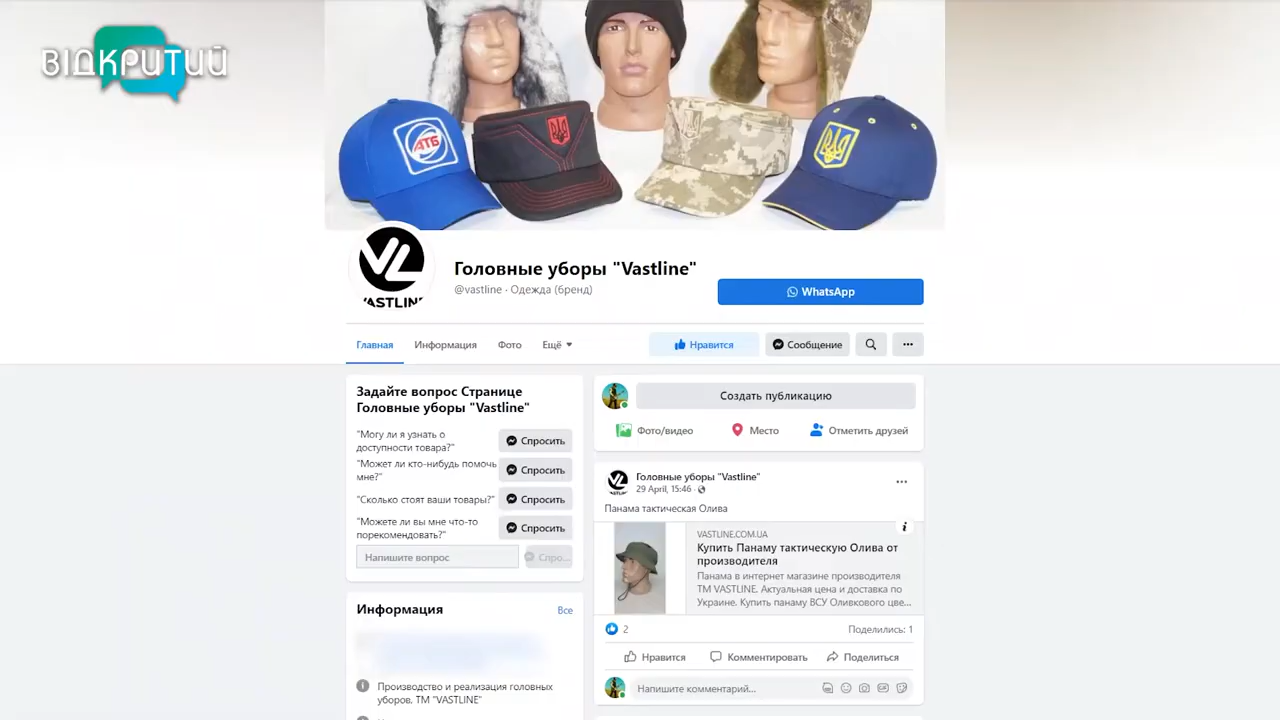 ВІДКРИТИЙ
АТБ
VL
VASTLINE
Головные уборы "Vastline"
@vastline · Одежда (бренд)
WhatsApp
Главная
Информация
Фото
Ещё
Нравится
Сообщение
Задайте вопрос Странице
Головные уборы "Vastline"
"Могу ли я узнать о
доступности товара?"
Спросить
"Может ли кто-нибудь помочь
мне?"
Спросить
"Сколько стоят ваши товары?"
Спросить
"Можете ли вы мне что-то
порекомендовать?"
Спросить
Напишите вопрос
Спро...
Информация
Все
Производство и реализация головных
уборов. ТМ "VASTLINE"
Создать публикацию
Фото/видео
Место
Отметить друзей
Головные уборы "Vastline"
29 April, 15:46 ·
Панама тактическая Олива
VASTLINE.COM.UA
Купить Панаму тактическую Олива от
производителя
Панама в интернет магазине производителя
ТМ VASTLINE. Актуальная цена и доставка по
Украине. Купить панаму ВСУ Оливкового цве...
2
Поделились: 1
Нравится
Комментировать
Поделиться
Напишите комментарий...